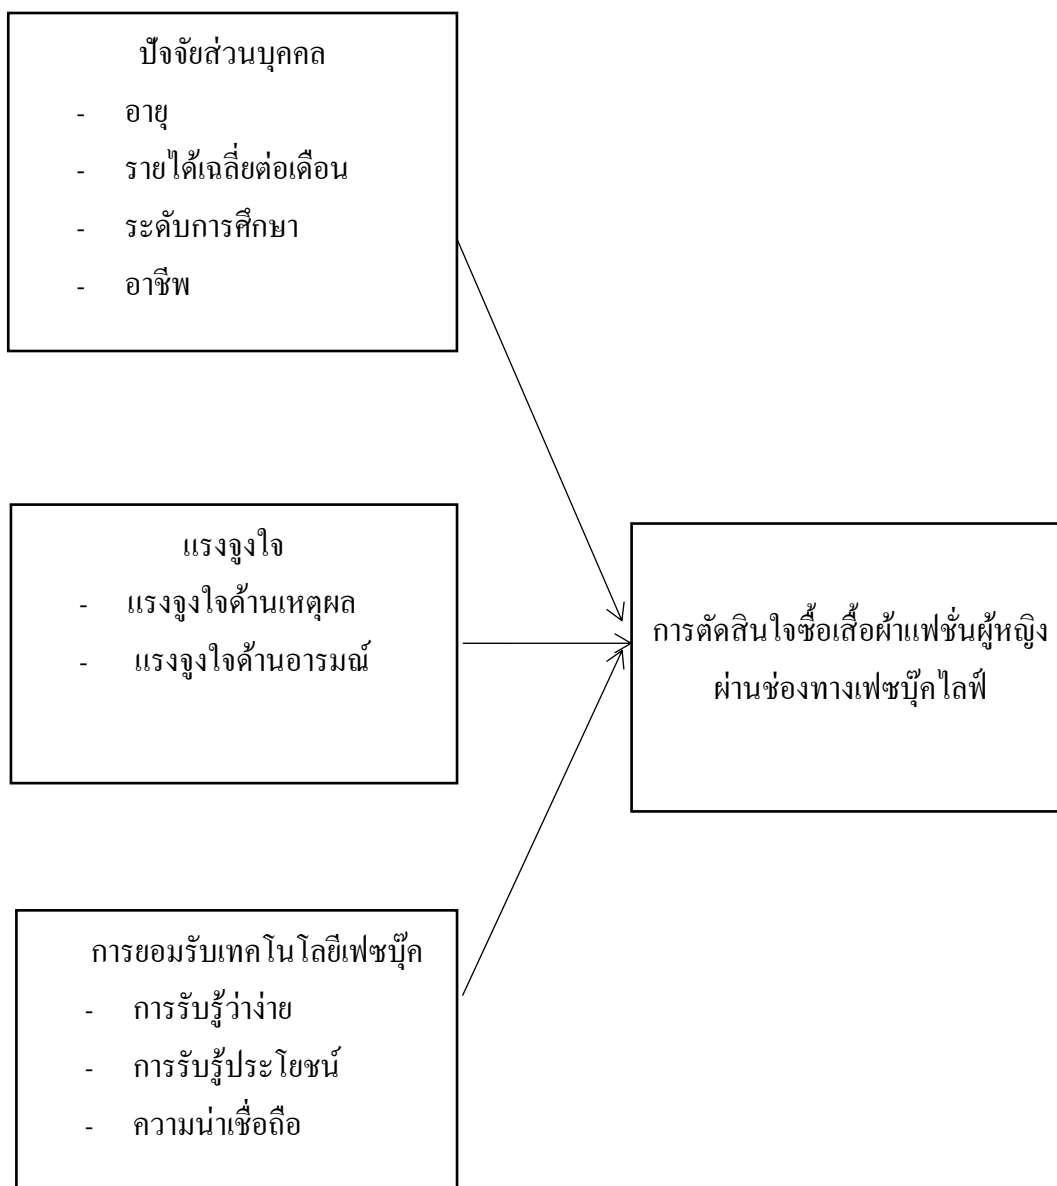 ปัจจัยส่วนบุคคล
- อายุ
- รายได้เฉลี่ยต่อเดือน
- ระดับการศึกษา
- อาชีพ
แรงจูงใจ
- แรงจูงใจด้านเหตุผล
- แรงจูงใจด้านอารมณ์
การตัดสินใจซื้อเสื้อผ้าแฟชั่นผู้หญิง
ผ่านช่องทางเฟซบุ๊คไลฟ์
การยอมรับเทคโนโลยีเฟซบุ๊ค
- การรับรู้ว่าง่าย
- การรับรู้ประโยชน์
- ความน่าเชื่อถือ